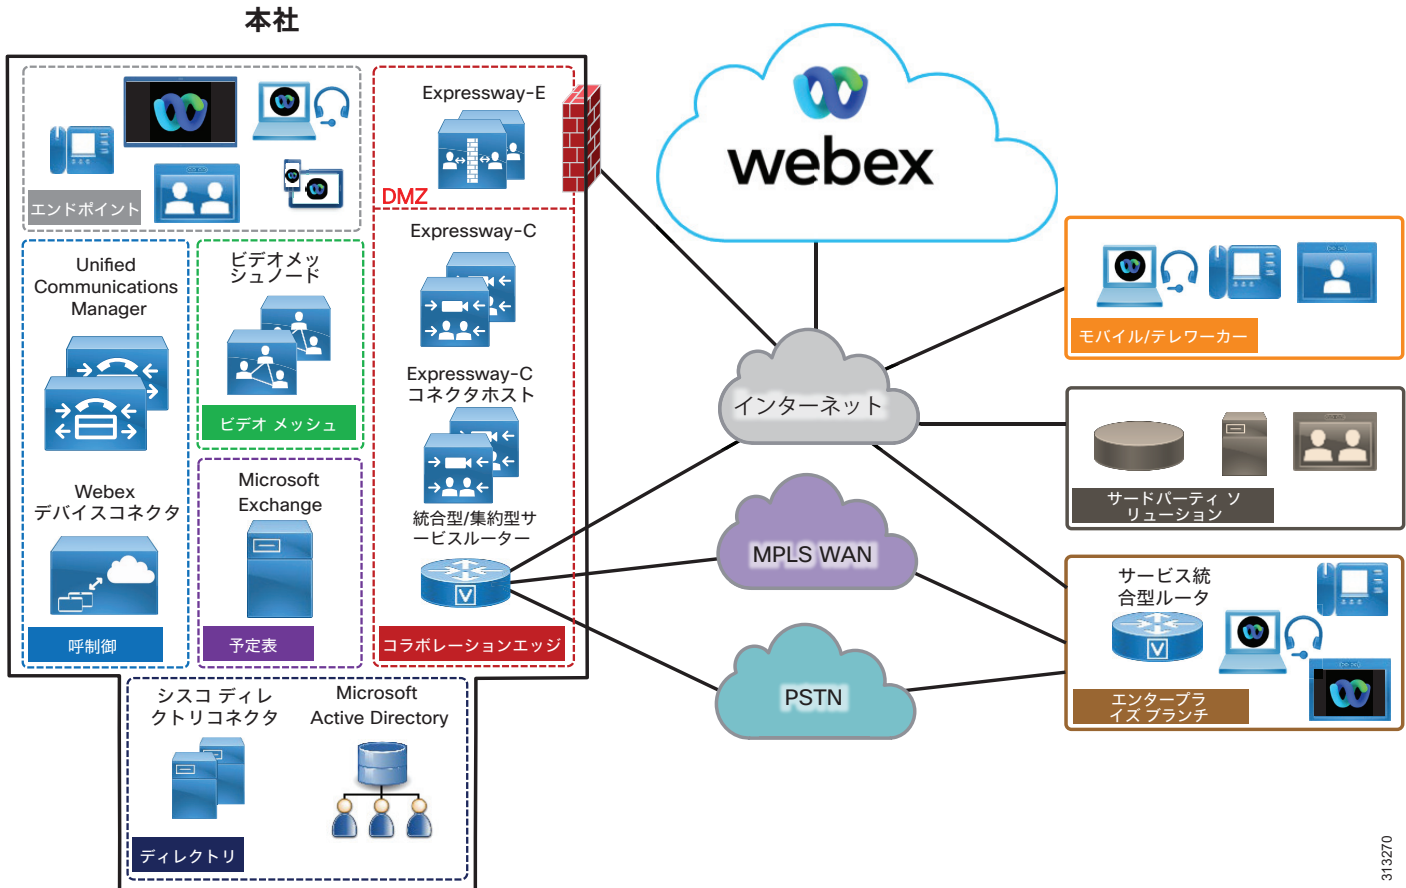 本社
エンドポイント
Expressway-E
DMZ
Unified
Communications
Manager
Webex
デバイスコネクタ
呼制御
ビデオメッ
シュノード
ビデオ メッシュ
Microsoft
Exchange
予定表
Expressway-C
Expressway-C
コネクタホスト
統合型/集約型サ
ービスルーター
V
コラボレーションエッジ
シスコ ディレ
クトリコネクタ
Microsoft
Active Directory
ディレクトリ
webex
インターネット
MPLS WAN
PSTN
モバイル/テレワーカー
サードパーティ ソ
リューション
サービス統
合型ルータ
V
エンタープラ
イズ ブランチ
313270